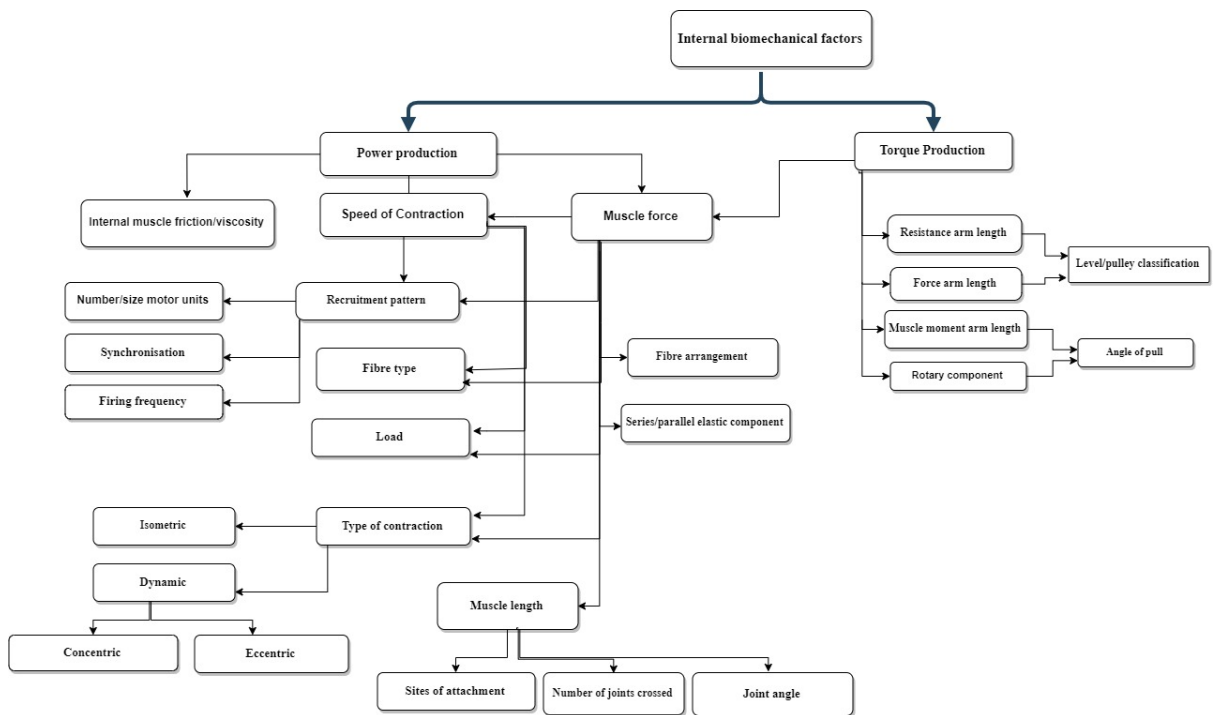 Internal biomechanical factors
Power production
Torque Production
Internal muscle friction/viscosity
Speed of Contraction
Muscle force
Resistance arm length
Level/pulley classification
Force arm length
Number/size motor units
Recruitment pattern
Muscle moment arm length
Synchronisation
Fibre type
Fibre arrangement
Angle of pull
Rotary component
Firing frequency
Load
Series/parallel elastic component
Isometric
Type of contraction
Dynamic
Muscle length
Concentric
Eccentric
Sites of attachment
Number of joints crossed
Joint angle